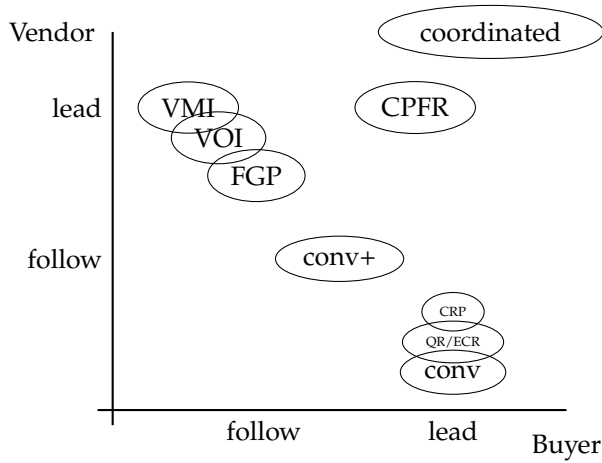 Vendor
coordinated
lead
VMI
CPFR
VOI
FGP
follow
conv+
CRP
QR/ECR
conv
follow
lead
Buyer